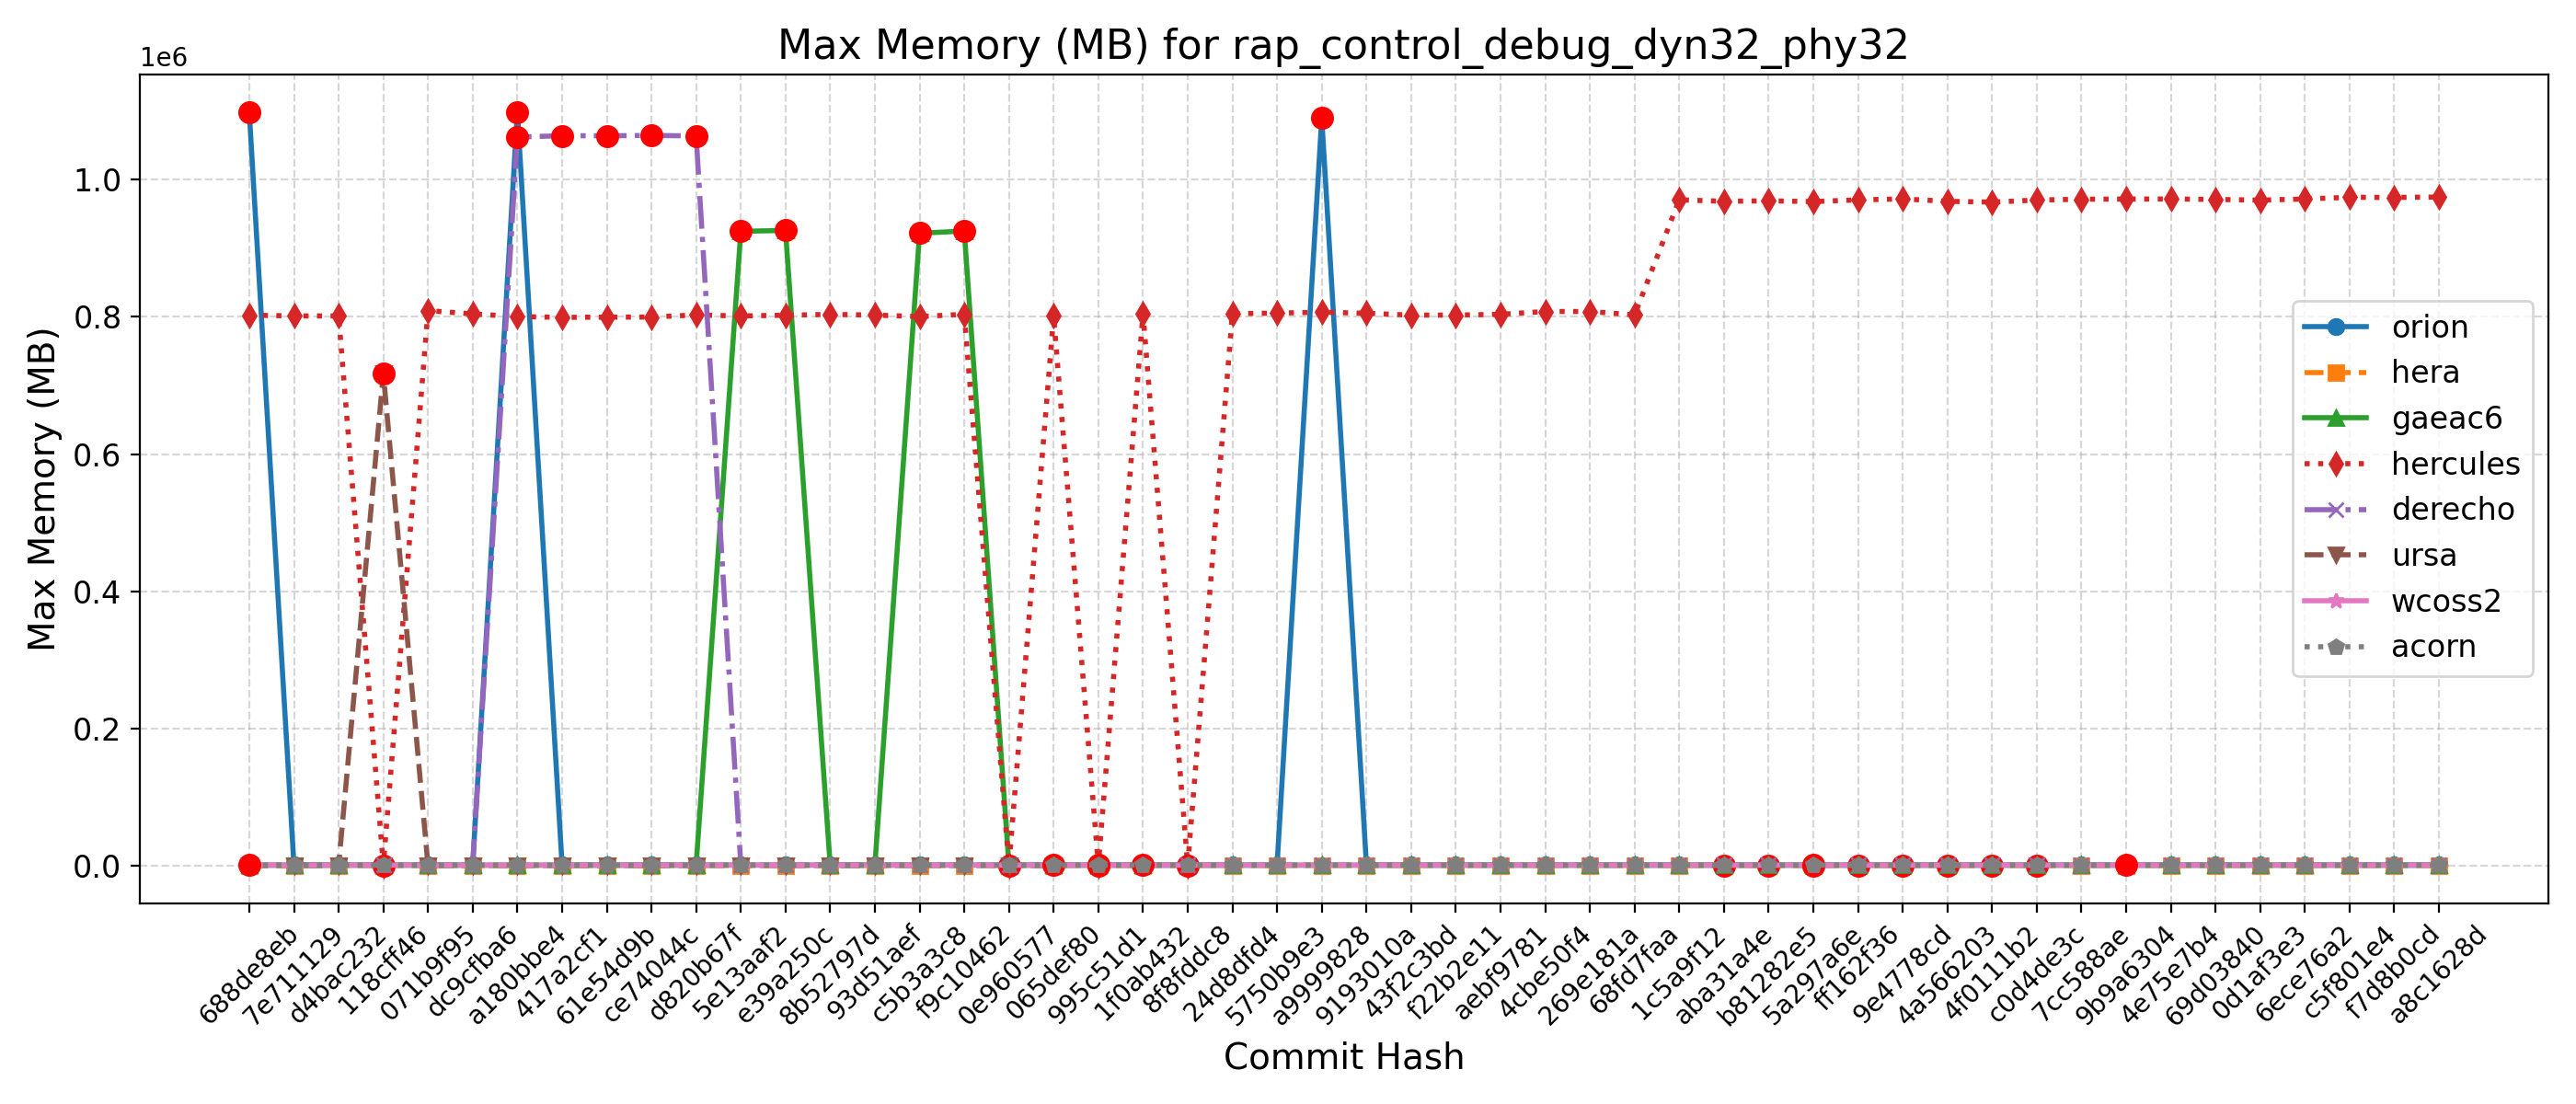 Max Memory (MB) for rap_control_debug_dyn32_phy32
1e6
1.0
0.8
0.6
0.4
0.2
0.0
Max Memory (MB)
orion
hera
gaeac6
hercules
derecho
ursa
wcoss2
acorn
688de8eb
7e711129
d4bac232
118cff46
071b9f95
dc9cfba6
a180bbe4
417a2cf1
61e54d9b
ce74044c
d820b67f
5e13aaf2
e39a250c
8b52797d
93d51aef
c5b3a3c8
f9c10462
0e960577
065def80
995c51d1
1f0ab432
8f8fddc8
24d8dfd4
5750b9e3
a9999828
9193010a
43f2c3bd
f22b2e11
aebf9781
4cbe50f4
269e181a
68fd7faa
1c5a9f12
aba31a4e
b81282e5
5a297a6e
ff162f36
9e4778cd
4a566203
4f0111b2
c0d4de3c
7cc588ae
9b9a6304
4e75e7b4
69d03840
0d1af3e3
6ece76a2
c5f801e4
f7d8b0cd
a8c1628d
Commit Hash